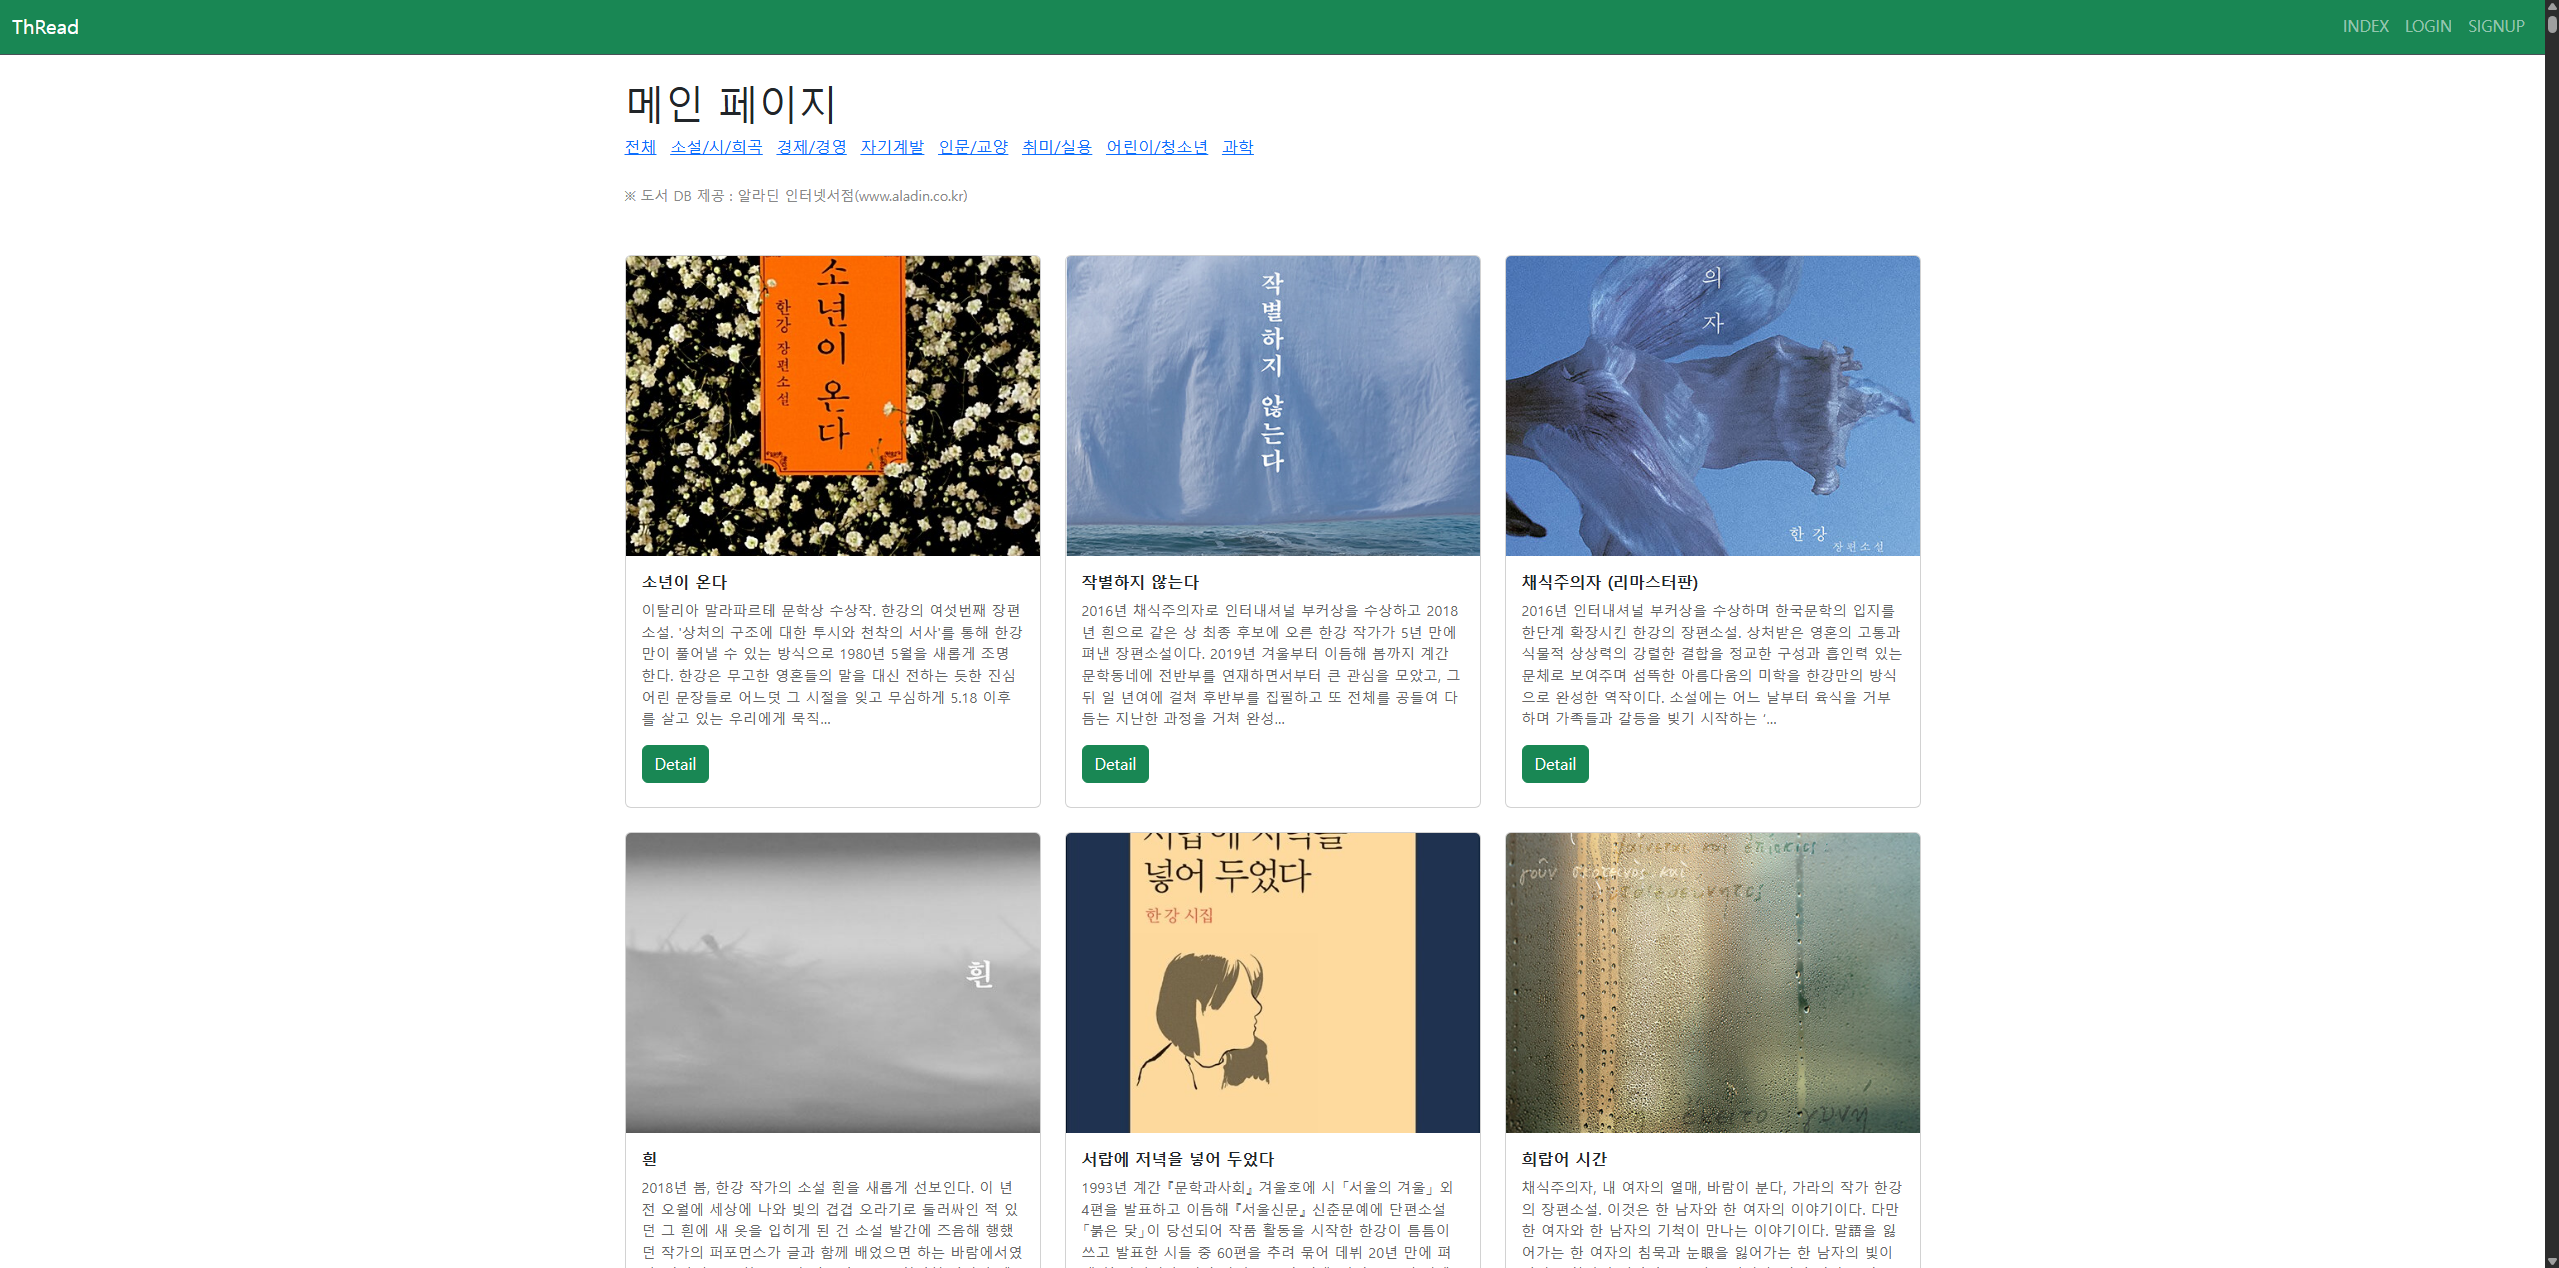 ThRead
INDEX LOGIN SIGNUP
메인 페이지
전체 소설/시/희곡 경제/경영 자기계발 인문/교양 취미/실용 어린이/청소년 과학
※ 도서 DB 제공 : 알라딘 인터넷서점(www.aladin.co.kr)
소년이 온다
한강 장편소설
작별하지 않는다
의자
한 강
장편소설
소년이 온다
이탈리아 말라파르테 문학상 수상작. 한강의 여섯번째 장편
소설. '상처의 구조에 대한 투시와 천착의 서사'를 통해 한강
만이 풀어낼 수 있는 방식으로 1980년 5월을 새롭게 조명
한다. 한강은 무고한 영혼들의 말을 대신 전하는 듯한 진심
어린 문장들로 어느덧 그 시절을 잊고 무심하게 5.18 이후
를 살고 있는 우리에게 묵직...
Detail
작별하지 않는다
2016년 채식주의자로 인터내셔널 부커상을 수상하고 2018
년 흰으로 같은 상 최종 후보에 오른 한강 작가가 5년 만에
펴낸 장편소설이다. 2019년 겨울부터 이듬해 봄까지 계간
문학동네에 전반부를 연재하면서부터 큰 관심을 모았고, 그
뒤 일 년여에 걸쳐 후반부를 집필하고 또 전체를 공들여 다
듬는 지난한 과정을 거쳐 완성...
Detail
채식주의자 (리마스터판)
2016년 인터내셔널 부커상을 수상하며 한국문학의 입지를
한단계 확장시킨 한강의 장편소설. 상처받은 영혼의 고통과
식물적 상상력의 강렬한 결합을 정교한 구성과 흡인력 있는
문체로 보여주며 섬뜩한 아름다움의 미학을 한강만의 방식
으로 완성한 역작이다. 소설에는 어느 날부터 육식을 거부
하며 가족들과 갈등을 빚기 시작하는 ‘...
Detail
흰
서랍에 저녁을
넣어 두었다
한 강 시집
흰
2018년 봄, 한강 작가의 소설 흰을 새롭게 선보인다. 이 년
전 오월에 세상에 나와 빛의 겹겹 오라기로 둘러싸인 적 있
던 그 흰에 새 옷을 입히게 된 건 소설 발간에 즈음해 행했
던 작가의 퍼포먼스가 글과 함께 배었으면 하는 바람에서였
서랍에 저녁을 넣어 두었다
1993년 계간 『문학과사회』 겨울호에 시 「서울의 겨울」 외
4편을 발표하고 이듬해 『서울신문』 신춘문예에 단편소설
「붉은 닻」이 당선되어 작품 활동을 시작한 한강이 틈틈이
쓰고 발표한 시들 중 60편을 추려 묶어 데뷔 20년 만에 펴
희랍어 시간
채식주의자, 내 여자의 열매, 바람이 분다, 가라의 작가 한강
의 장편소설. 이것은 한 남자와 한 여자의 이야기이다. 다만
한 여자와 한 남자의 기척이 만나는 이야기이다. 말語을 잃
어가는 한 여자의 침묵과 눈眼을 잃어가는 한 남자의 빛이